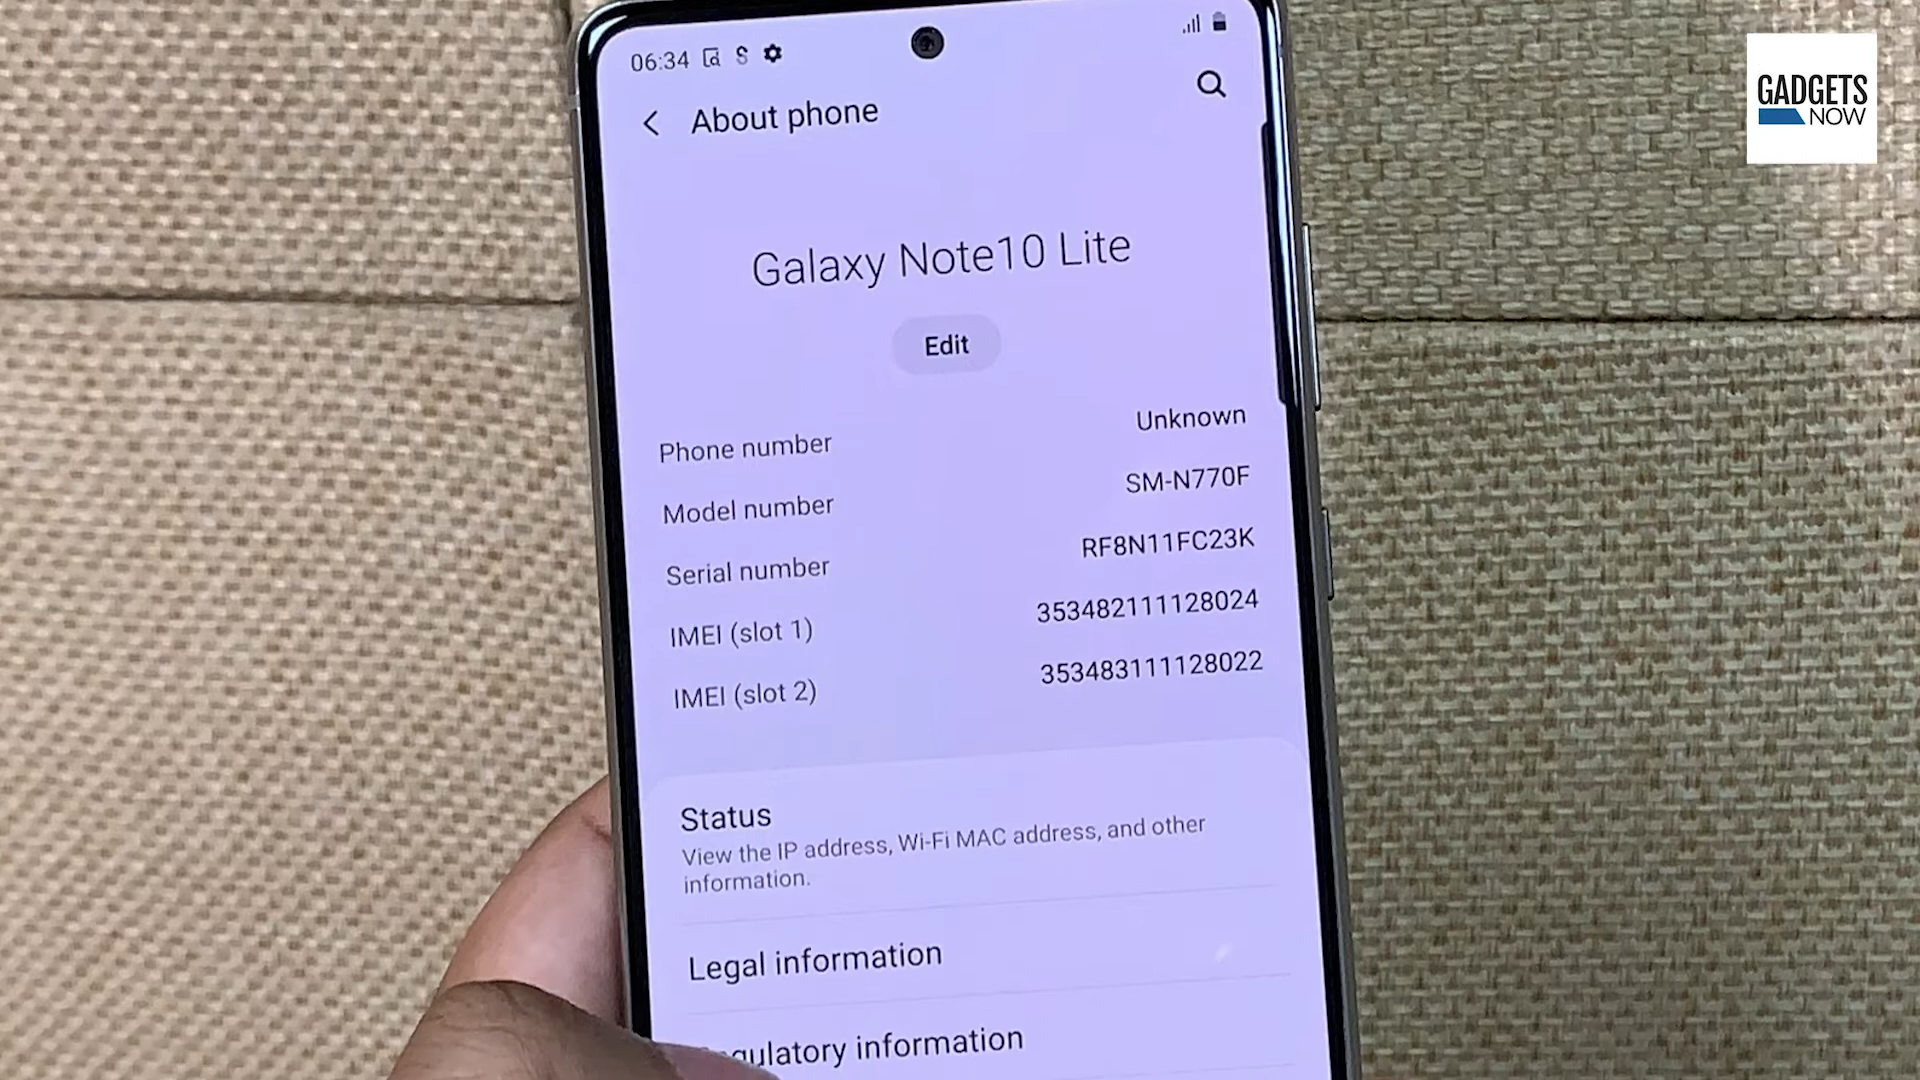 06:34
About phone
Galaxy Note10 Lite
Edit
Phone number Unknown
Model number SM-N770F
Serial number RF8N11FC23K
IMEI (slot 1) 353482111128024
IMEI (slot 2) 353483111128022
Status
View the IP address, Wi-Fi MAC address, and other
information.
Legal information
gulatory information
GADGETS
NOW